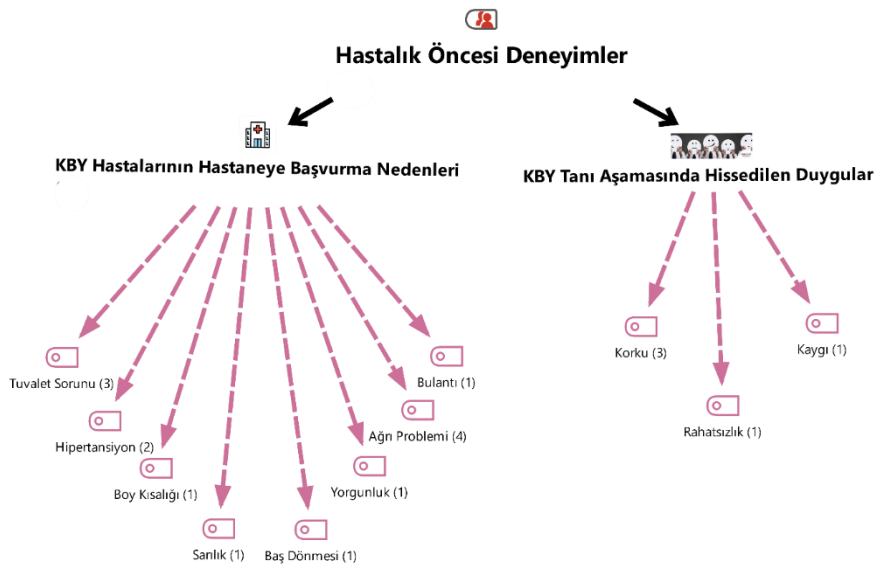 Hastalık Öncesi Deneyimler
KBY Hastalarının Hastaneye Başvurma Nedenleri
KBY Tanı Aşamasında Hissedilen Duygular
Tuvalet Sorunu (3)
Hipertansiyon (2)
Boy Kısalığı (1)
Sarılık (1)
Baş Dönmesi (1)
Yorgunluk (1)
Ağrı Problemi (4)
Bulantı (1)
Korku (3)
Rahatsızlık (1)
Kaygı (1)